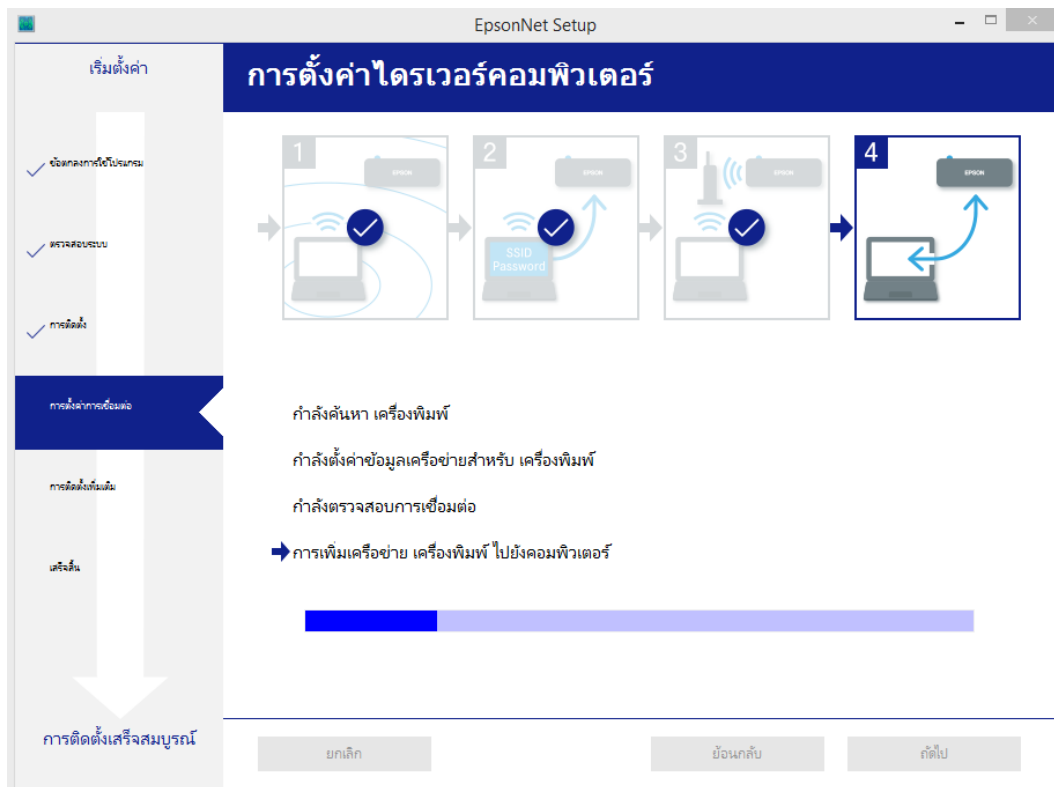 EpsonNet Setup
เริ่มตั้งค่า
ข้อตกลงการใช้โปรแกรม
ตรวจสอบระบบ
การติดตั้ง
การตั้งค่าการเชื่อมต่อ
การติดตั้งเพิ่มเติม
เสร็จสิ้น
การติดตั้งเสร็จสมบูรณ์
การตั้งค่าไดรเวอร์คอมพิวเตอร์
1
EPSON
2
EPSON
SSID
Password
3
EPSON
4
EPSON
กำลังค้นหา เครื่องพิมพ์
กำลังตั้งค่าข้อมูลเครือข่ายสำหรับ เครื่องพิมพ์
กำลังตรวจสอบการเชื่อมต่อ
การเพิ่มเครือข่าย เครื่องพิมพ์ ไปยังคอมพิวเตอร์
ยกเลิก
ย้อนกลับ
ถัดไป